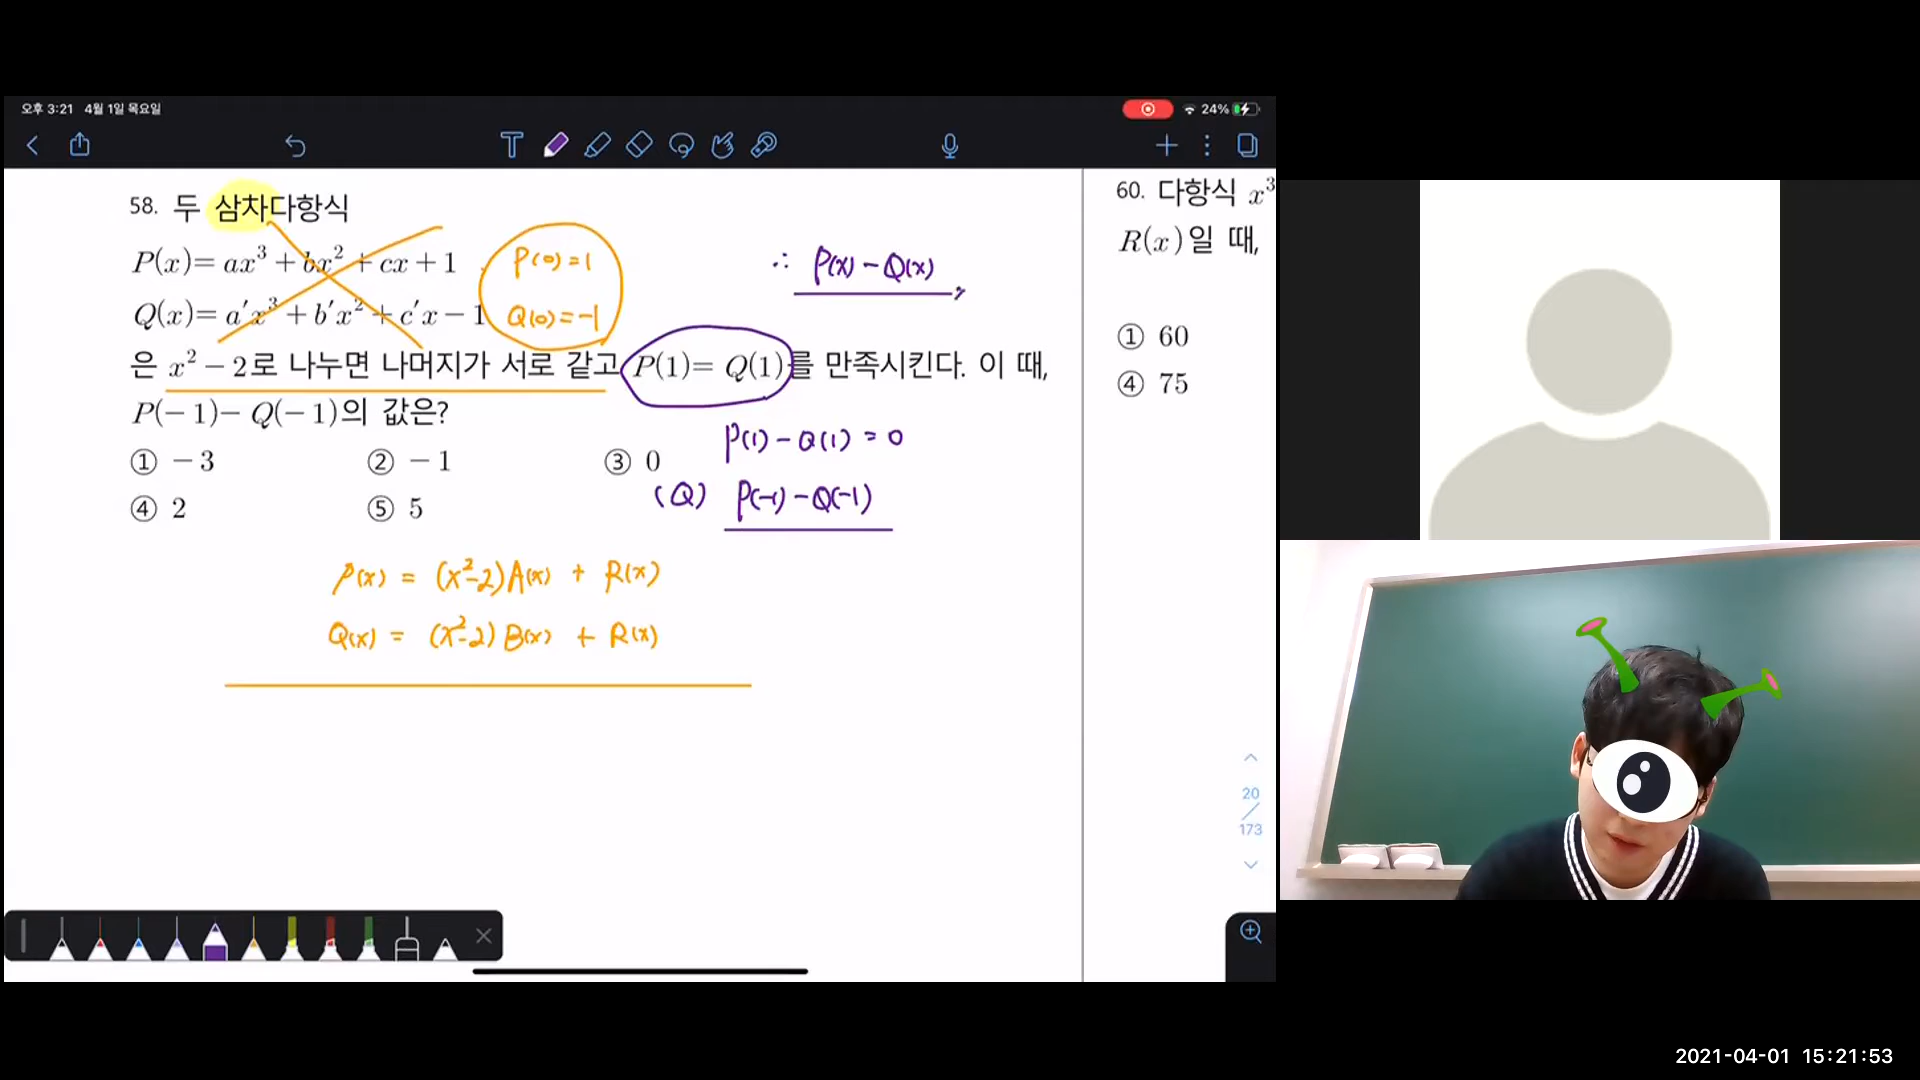 오후 3:21 4월 1일 목요일
24%
58. 두 삼차다항식
P(x)= ax³ + bx² + cx + 1
Q(x)= a′x³ + b′x² + c′x − 1
은 x² − 2로 나누면 나머지가 서로 같고 P(1)= Q(1)를 만족시킨다. 이 때,
P(−1)− Q(−1)의 값은?
① −3 ② −1 ③ 0
④ 2 ⑤ 5
P(0)=1
Q(0)=−1
∴ P(x) − Q(x)
P(1) − Q(1) = 0
(Q) P(−1) − Q(−1)
P(x) = (x²−2)A(x) + R(x)
Q(x) = (x²−2)B(x) + R(x)
60. 다항식 x³
R(x)일 때,
① 60
④ 75
20
173
2021-04-01 15:21:53